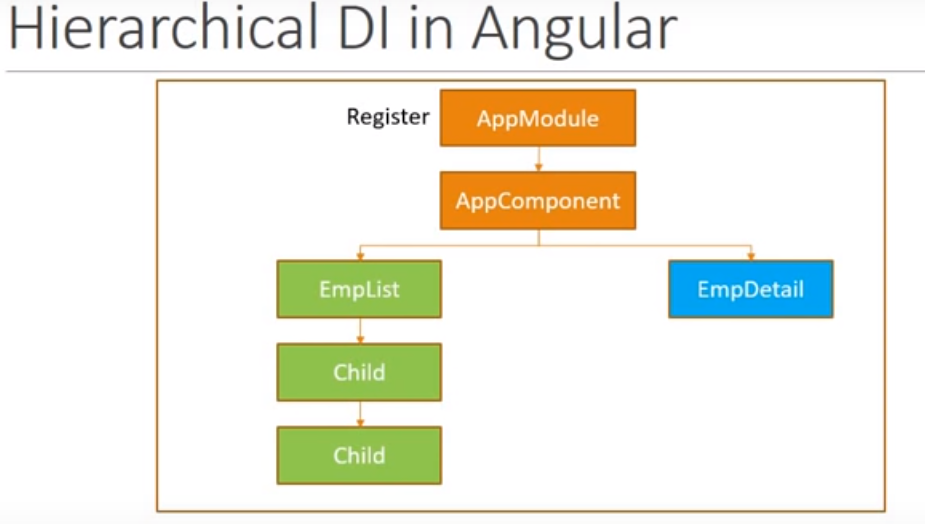 Hierarchical DI in Angular
Register
AppModule
AppComponent
EmpList
EmpDetail
Child
Child